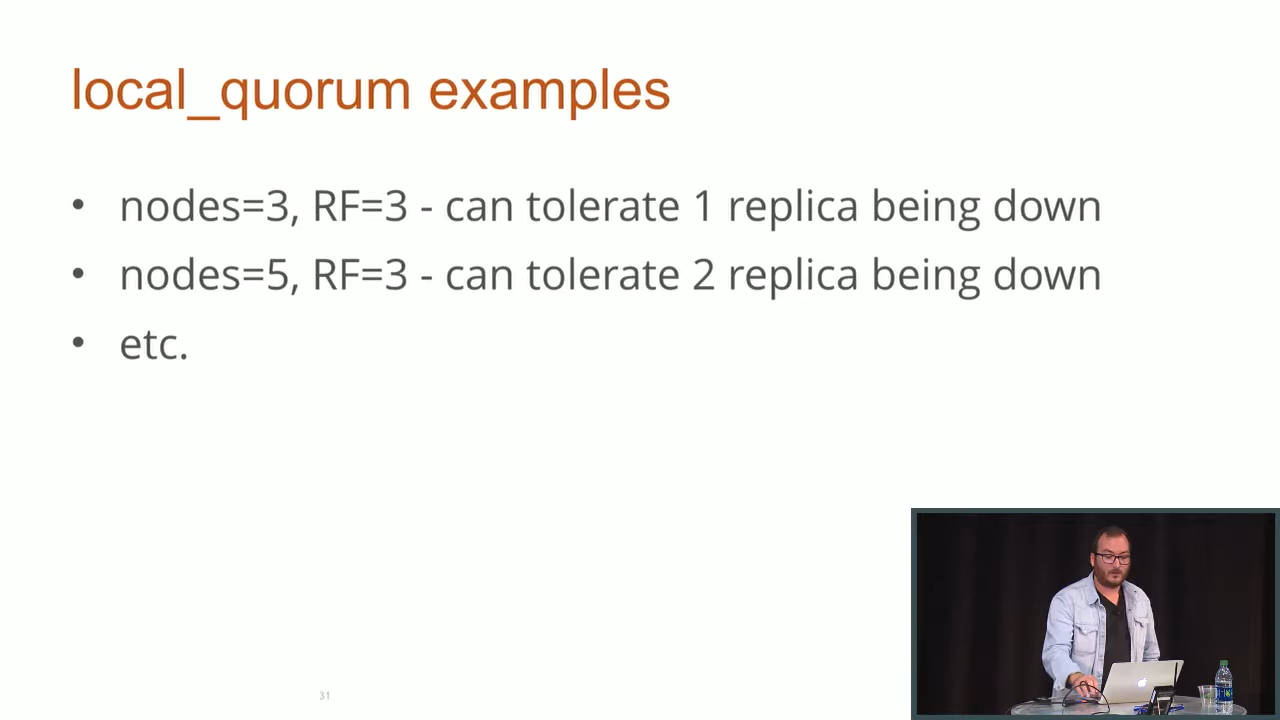 local_quorum examples
• nodes=3, RF=3 - can tolerate 1 replica being down
• nodes=5, RF=3 - can tolerate 2 replica being down
• etc.
31